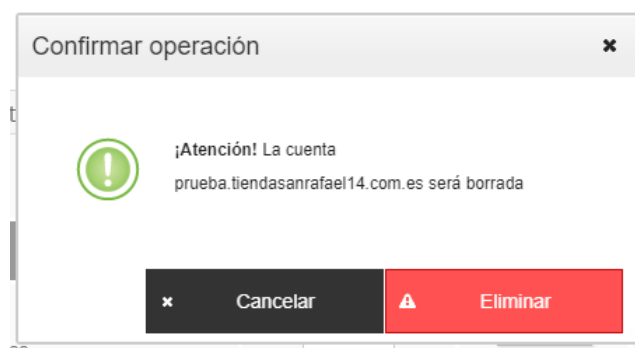 Confirmar operación
¡Atención! La cuenta
prueba.tiendasanrafael14.com.es será borrada
Cancelar
Eliminar